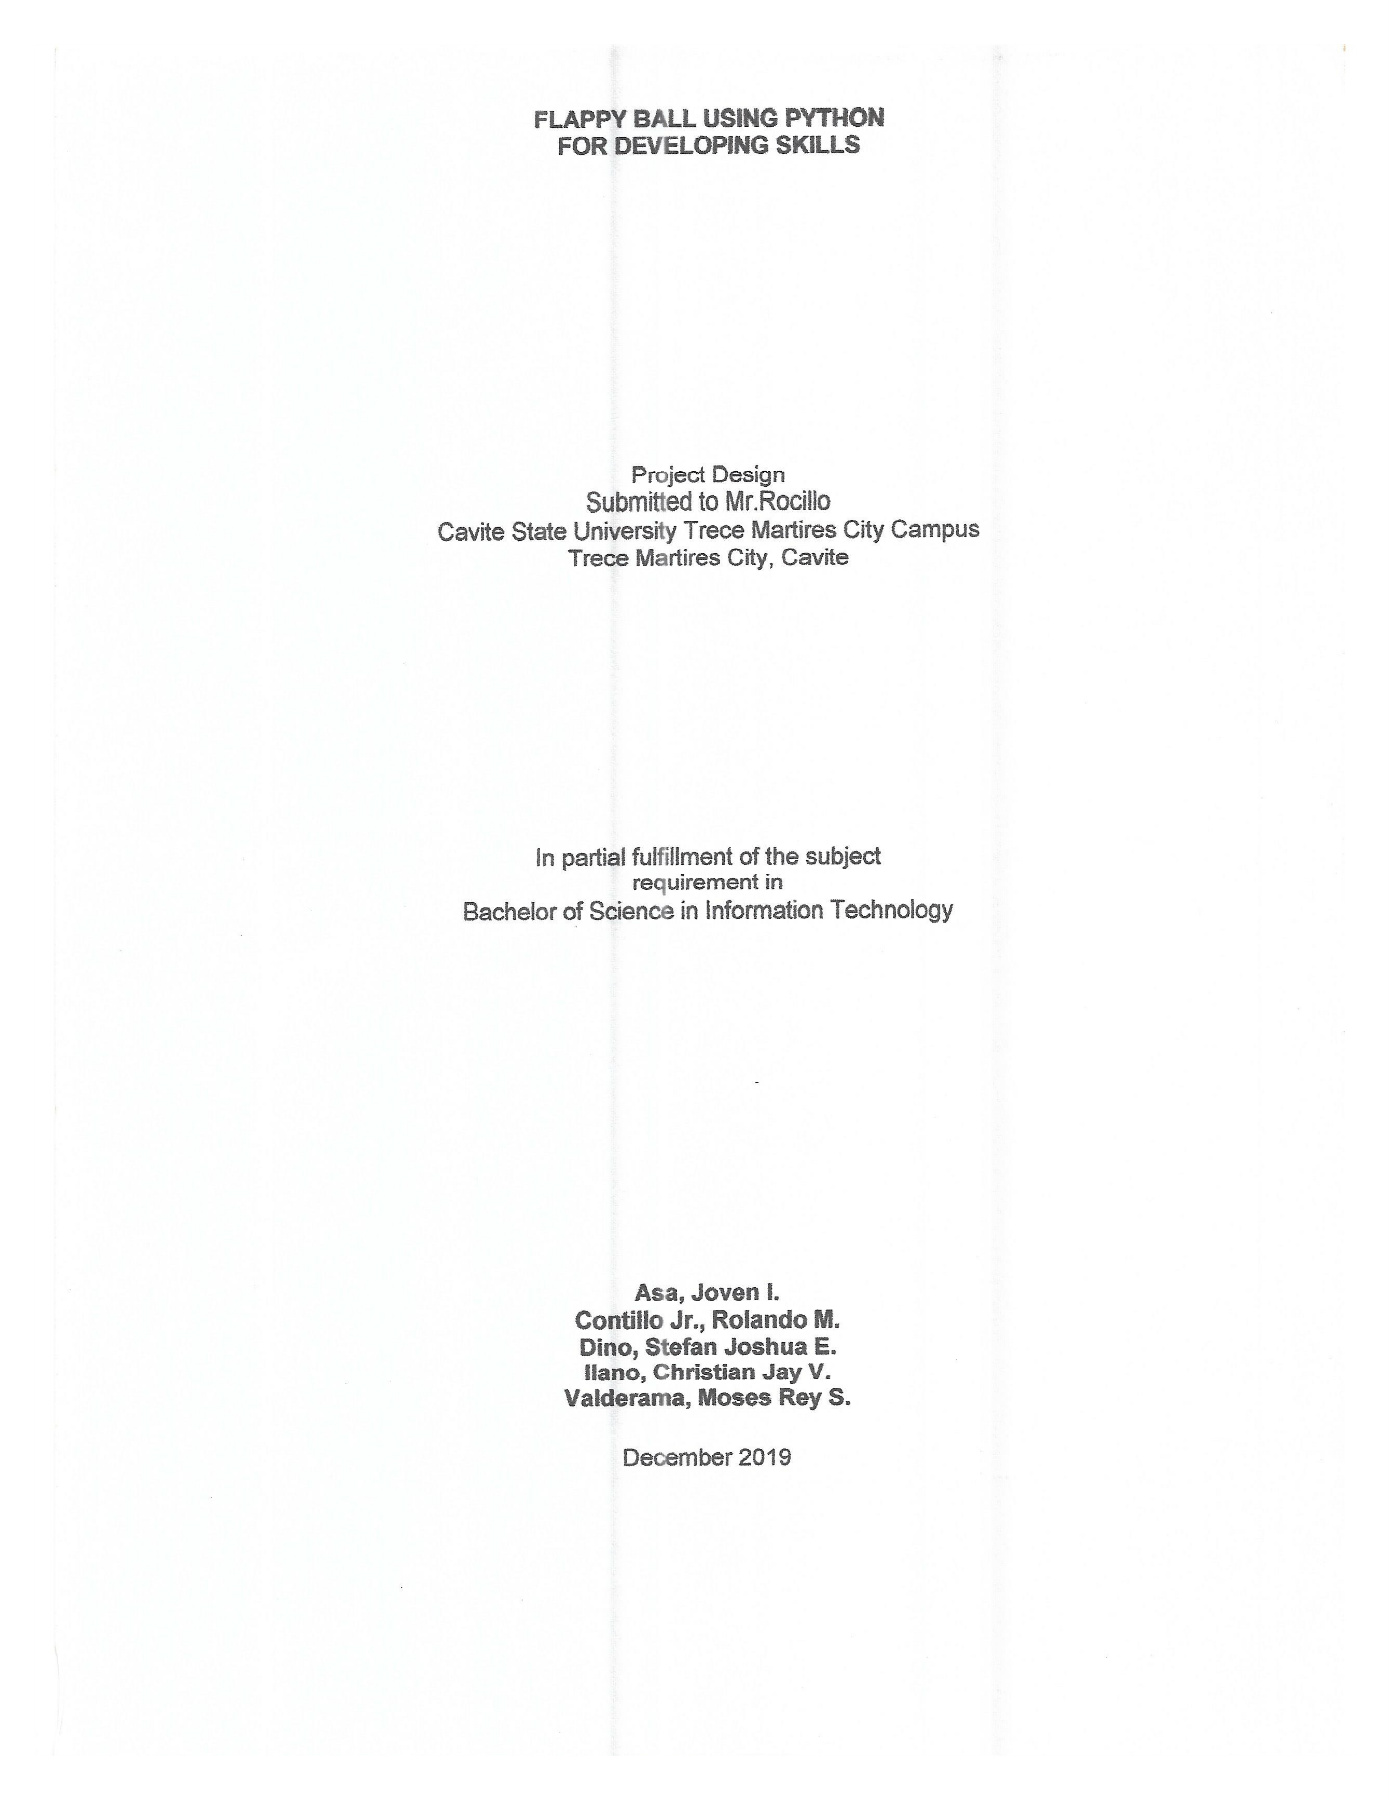 FLAPPY BALL USING PYTHON
FOR DEVELOPING SKILLS
Project Design
Submitted to Mr.Rocillo
Cavite State University Trece Martires City Campus
Trece Martires City, Cavite
In partial fulfillment of the subject
requirement in
Bachelor of Science in Information Technology
Asa, Joven I.
Contillo Jr., Rolando M.
Dino, Stefan Joshua E.
Ilano, Christian Jay V.
Valderama, Moses Rey S.
December 2019